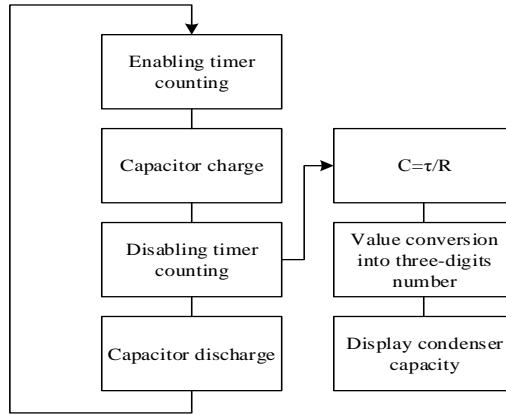 Enabling timer
counting
Capacitor charge
Disabling timer
counting
Capacitor discharge
C=τ/R
Value conversion
into three-digits
number
Display condenser
capacity